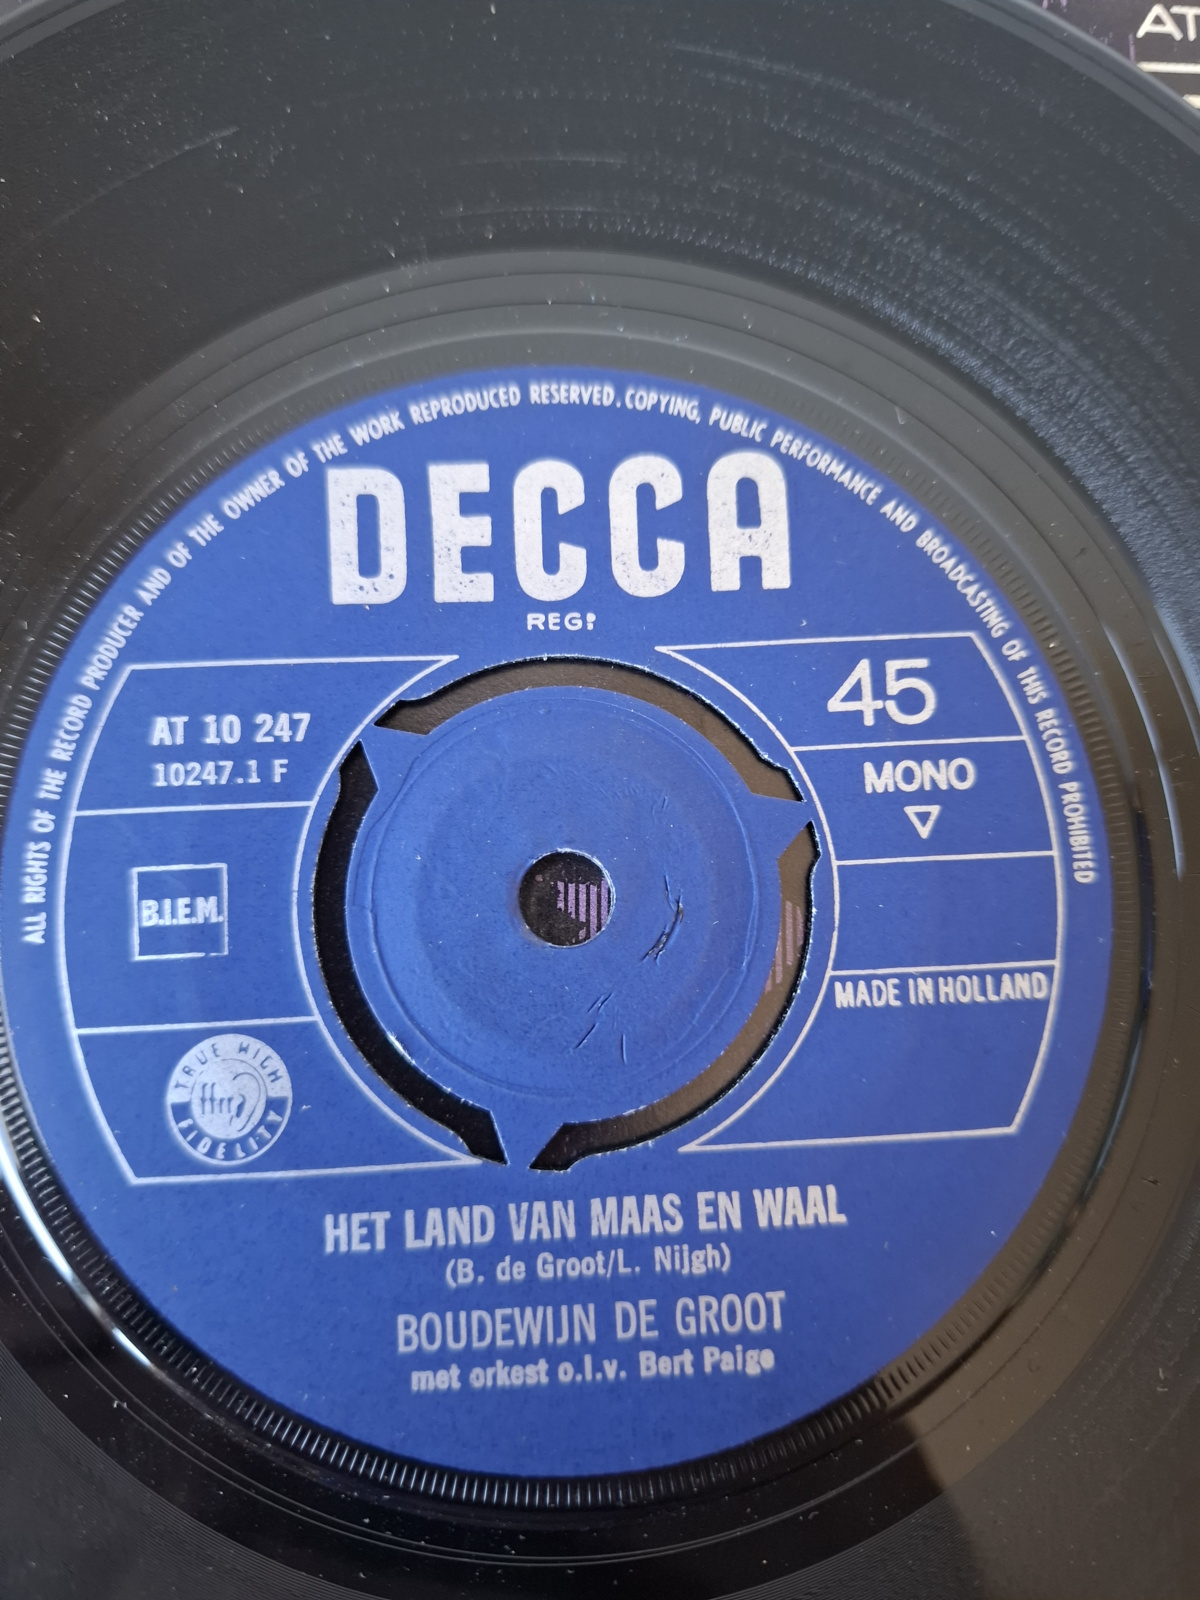 AT
ALL RIGHTS OF THE RECORD PRODUCER AND OF THE OWNER OF THE WORK REPRODUCED RESERVED. COPYING, PUBLIC PERFORMANCE AND BROADCASTING OF THIS RECORD PROHIBITED
DECCA
REGD
AT 10 247
10247.1 F
45
MONO
B.I.E.M.
MADE IN HOLLAND
TRUE HIGH
ffrr
FIDELITY
HET LAND VAN MAAS EN WAAL
(B. de Groot/L. Nijgh)
BOUDEWIJN DE GROOT
met orkest o.l.v. Bert Paige